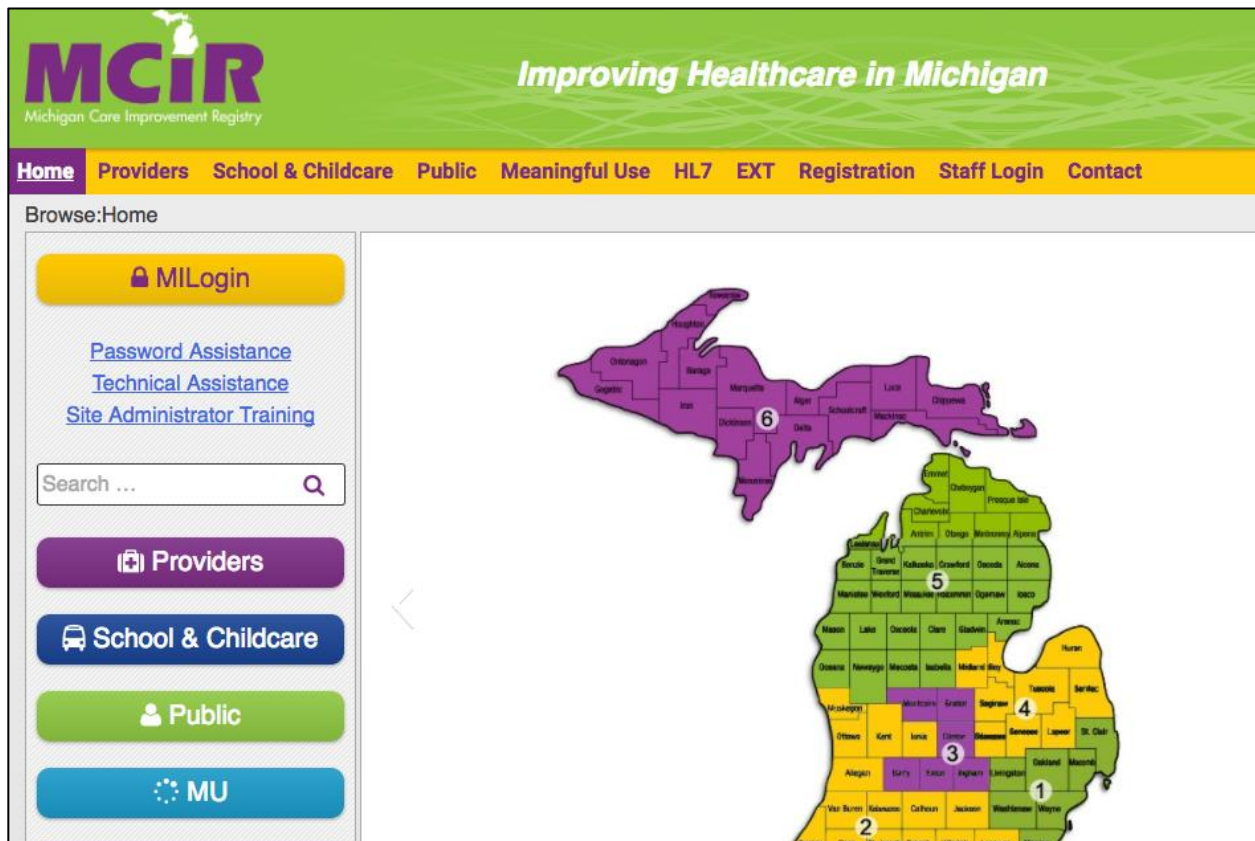 MCiR
Michigan Care Improvement Registry
Improving Healthcare in Michigan
Home Providers School & Childcare Public Meaningful Use HL7 EXT Registration Staff Login Contact
Browse:Home
MILogin
Password Assistance
Technical Assistance
Site Administrator Training
Search ...
Providers
School & Childcare
Public
MU
Keweenaw
Houghton
Ontonagon
Baraga
Gogebic
Marquette
Luce
Iron
Alger
Chippewa
Schoolcraft
Mackinac
Dickinson
6
Delta
Menominee
Emmet
Cheboygan
Presque Isle
Charlevoix
Antrim Otsego Montmorency Alpena
Leelanau
Benzie Grand Traverse Kalkaska Crawford Oscoda Alcona
5
Manistee Wexford Missaukee Roscommon Ogemaw Iosco
Arenac
Mason Lake Osceola Clare Gladwin
Huron
Oceana Newaygo Mecosta Isabella Midland Bay
Tuscola Sanilac
Muskegon Montcalm Gratiot Saginaw
4
Ottawa Kent Ionia Clinton Genesee Lapeer St. Clair
3
Allegan Barry Eaton Ingham Livingston Oakland Macomb
1
Van Buren Kalamazoo Calhoun Jackson Washtenaw Wayne
2